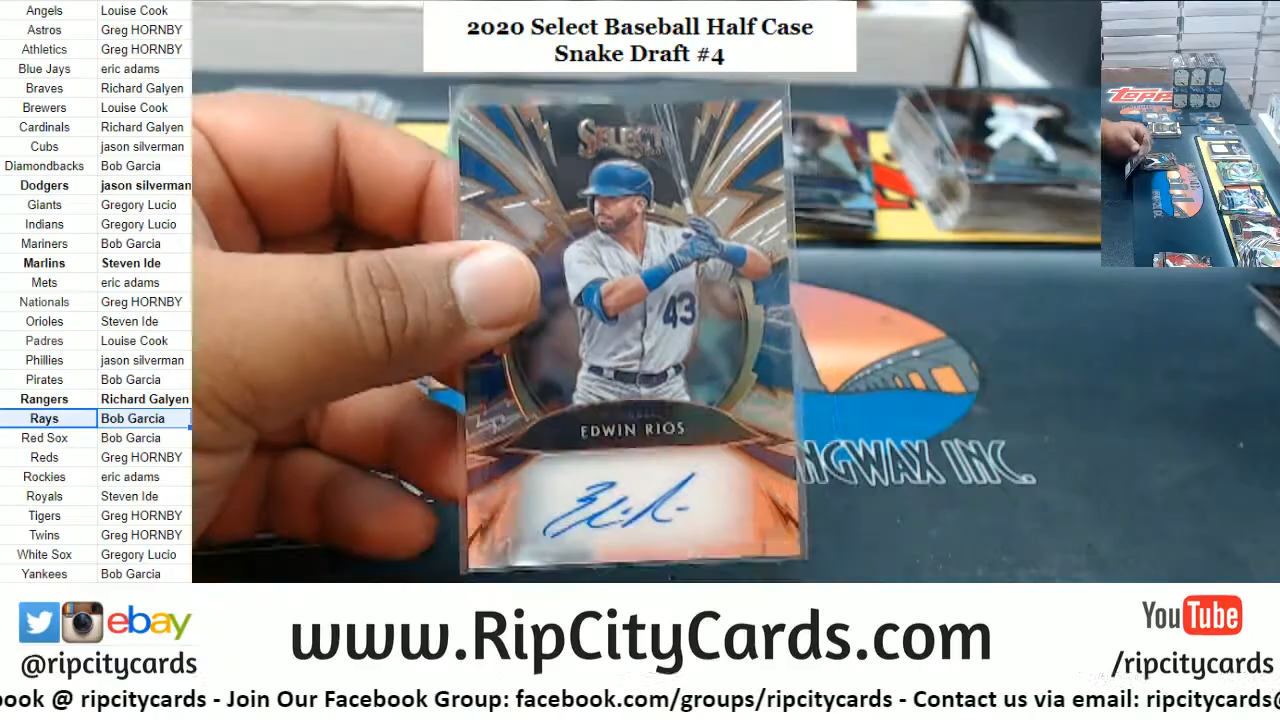 2020 Select Baseball Half Case
Snake Draft #4
Angels Louise Cook
Astros Greg HORNBY
Athletics Greg HORNBY
Blue Jays eric adams
Braves Richard Galyen
Brewers Louise Cook
Cardinals Richard Galyen
Cubs jason silverman
Diamondbacks Bob Garcia
Dodgers jason silverman
Giants Gregory Lucio
Indians Gregory Lucio
Mariners Bob Garcia
Marlins Steven Ide
Mets eric adams
Nationals Greg HORNBY
Orioles Steven Ide
Padres Louise Cook
Phillies jason silverman
Pirates Bob Garcia
Rangers Richard Galyen
Rays Bob Garcia
Red Sox Bob Garcia
Reds Greg HORNBY
Rockies eric adams
Royals Steven Ide
Tigers Greg HORNBY
Twins Greg HORNBY
White Sox Gregory Lucio
Yankees Bob Garcia
SELECT
43
EDWIN RIOS
NGWAX INC.
TOPPS
ebay
@ripcitycards
www.RipCityCards.com
YouTube
/ripcitycards
book @ ripcitycards - Join Our Facebook Group: facebook.com/groups/ripcitycards - Contact us via email: ripcitycards@